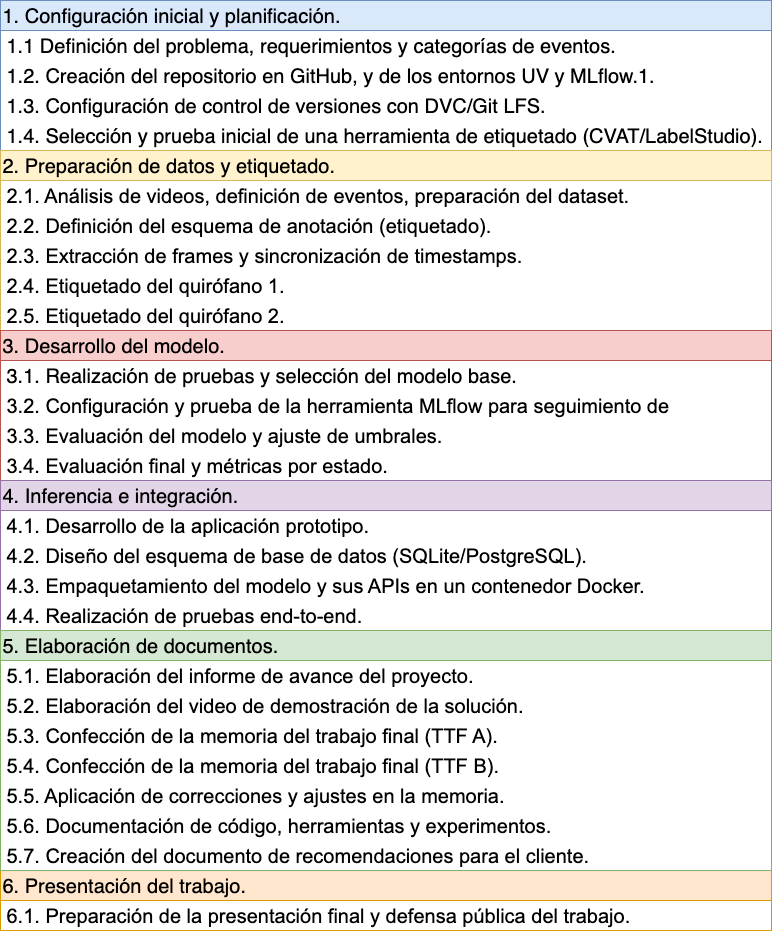 1. Configuración inicial y planificación.
1.1 Definición del problema, requerimientos y categorías de eventos.
1.2. Creación del repositorio en GitHub, y de los entornos UV y MLflow.1.
1.3. Configuración de control de versiones con DVC/Git LFS.
1.4. Selección y prueba inicial de una herramienta de etiquetado (CVAT/LabelStudio).
2. Preparación de datos y etiquetado.
2.1. Análisis de videos, definición de eventos, preparación del dataset.
2.2. Definición del esquema de anotación (etiquetado).
2.3. Extracción de frames y sincronización de timestamps.
2.4. Etiquetado del quirófano 1.
2.5. Etiquetado del quirófano 2.
3. Desarrollo del modelo.
3.1. Realización de pruebas y selección del modelo base.
3.2. Configuración y prueba de la herramienta MLflow para seguimiento de
3.3. Evaluación del modelo y ajuste de umbrales.
3.4. Evaluación final y métricas por estado.
4. Inferencia e integración.
4.1. Desarrollo de la aplicación prototipo.
4.2. Diseño del esquema de base de datos (SQLite/PostgreSQL).
4.3. Empaquetamiento del modelo y sus APIs en un contenedor Docker.
4.4. Realización de pruebas end-to-end.
5. Elaboración de documentos.
5.1. Elaboración del informe de avance del proyecto.
5.2. Elaboración del video de demostración de la solución.
5.3. Confección de la memoria del trabajo final (TTF A).
5.4. Confección de la memoria del trabajo final (TTF B).
5.5. Aplicación de correcciones y ajustes en la memoria.
5.6. Documentación de código, herramientas y experimentos.
5.7. Creación del documento de recomendaciones para el cliente.
6. Presentación del trabajo.
6.1. Preparación de la presentación final y defensa pública del trabajo.